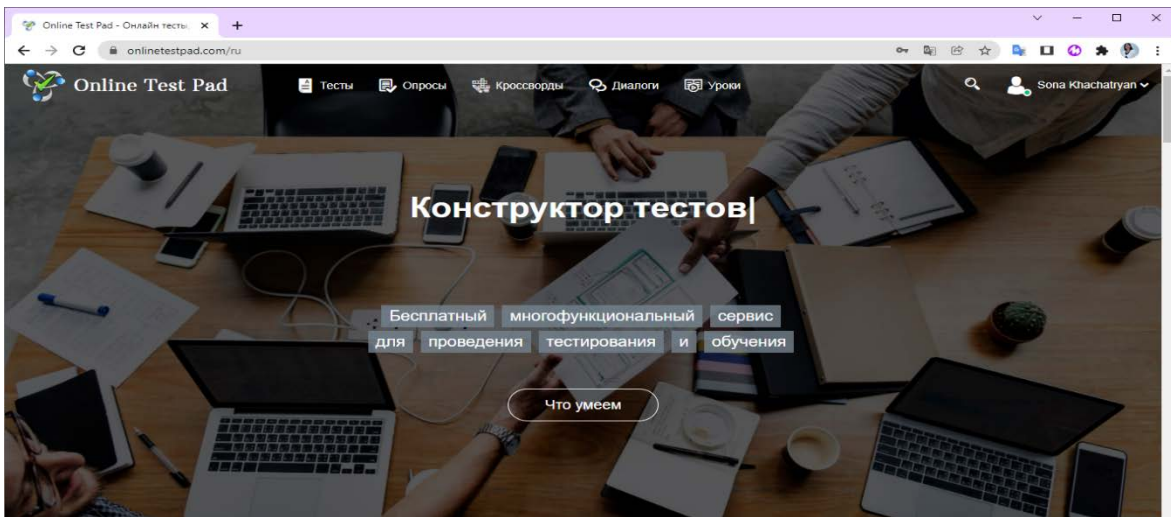 Online Test Pad - Онлайн тесты,
onlinetestpad.com/ru
Online Test Pad Тесты Опросы Кроссворды Диалоги Уроки Sona Khachatryan
Конструктор тестов|
Бесплатный многофункциональный сервис
для проведения тестирования и обучения
Что умеем